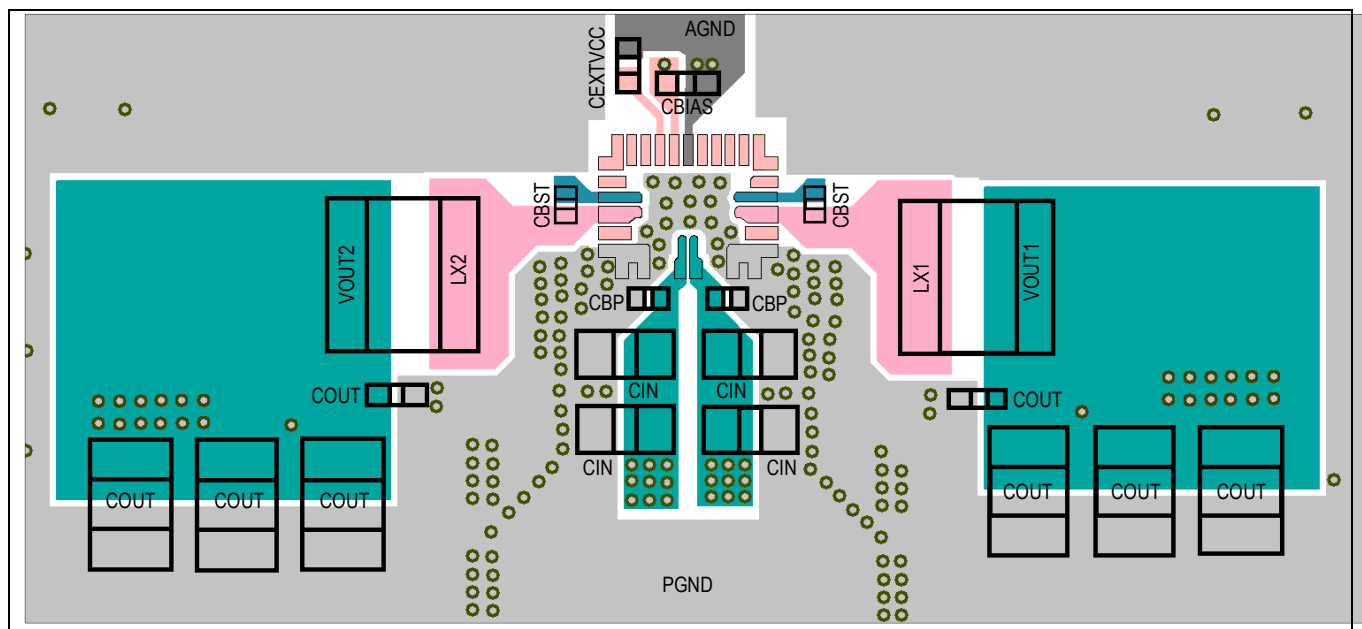 AGND
CEXTVCC
CBIAS
CBST
CBST
VOUT2
LX2
LX1
VOUT1
CBP
CBP
COUT
CIN
CIN
COUT
CIN
CIN
COUT
COUT
COUT
COUT
COUT
COUT
PGND